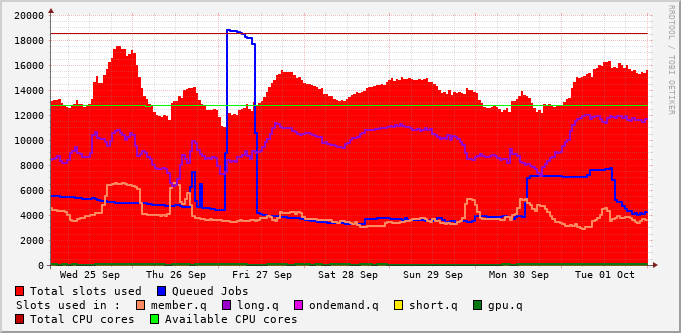 20000
18000
16000
14000
12000
10000
8000
6000
4000
2000
0
Wed 25 Sep Thu 26 Sep Fri 27 Sep Sat 28 Sep Sun 29 Sep Mon 30 Sep Tue 01 Oct
RRDTOOL / TOBI OETIKER
Total slots used Queued Jobs
Slots used in : member.q long.q ondemand.q short.q gpu.q
Total CPU cores Available CPU cores